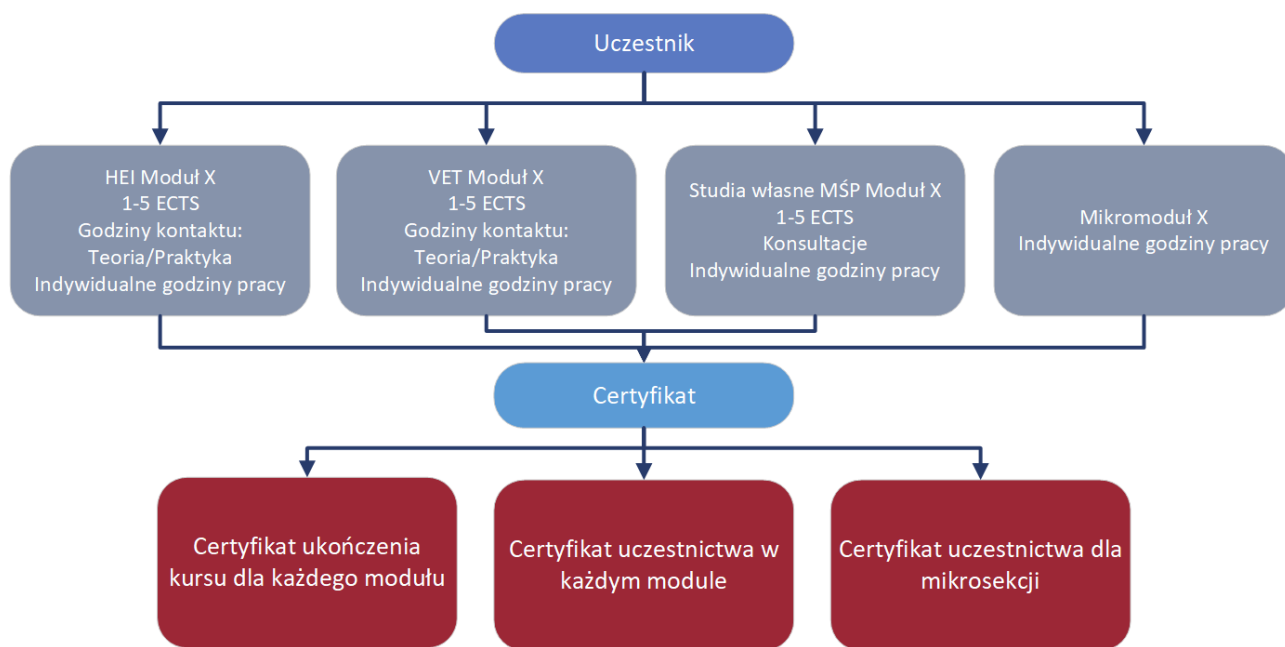 Uczestnik
HEI Moduł X
1-5 ECTS
Godziny kontaktu:
Teoria/Praktyka
Indywidualne godziny pracy
VET Moduł X
1-5 ECTS
Godziny kontaktu:
Teoria/Praktyka
Indywidualne godziny pracy
Studia własne MŚP Moduł X
1-5 ECTS
Konsultacje
Indywidualne godziny pracy
Mikromoduł X
Indywidualne godziny pracy
Certyfikat
Certyfikat ukończenia
kursu dla każdego modułu
Certyfikat uczestnictwa w
każdym module
Certyfikat uczestnictwa dla
mikrosekcji